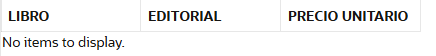 LIBRO EDITORIAL PRECIO UNITARIO
No items to display.